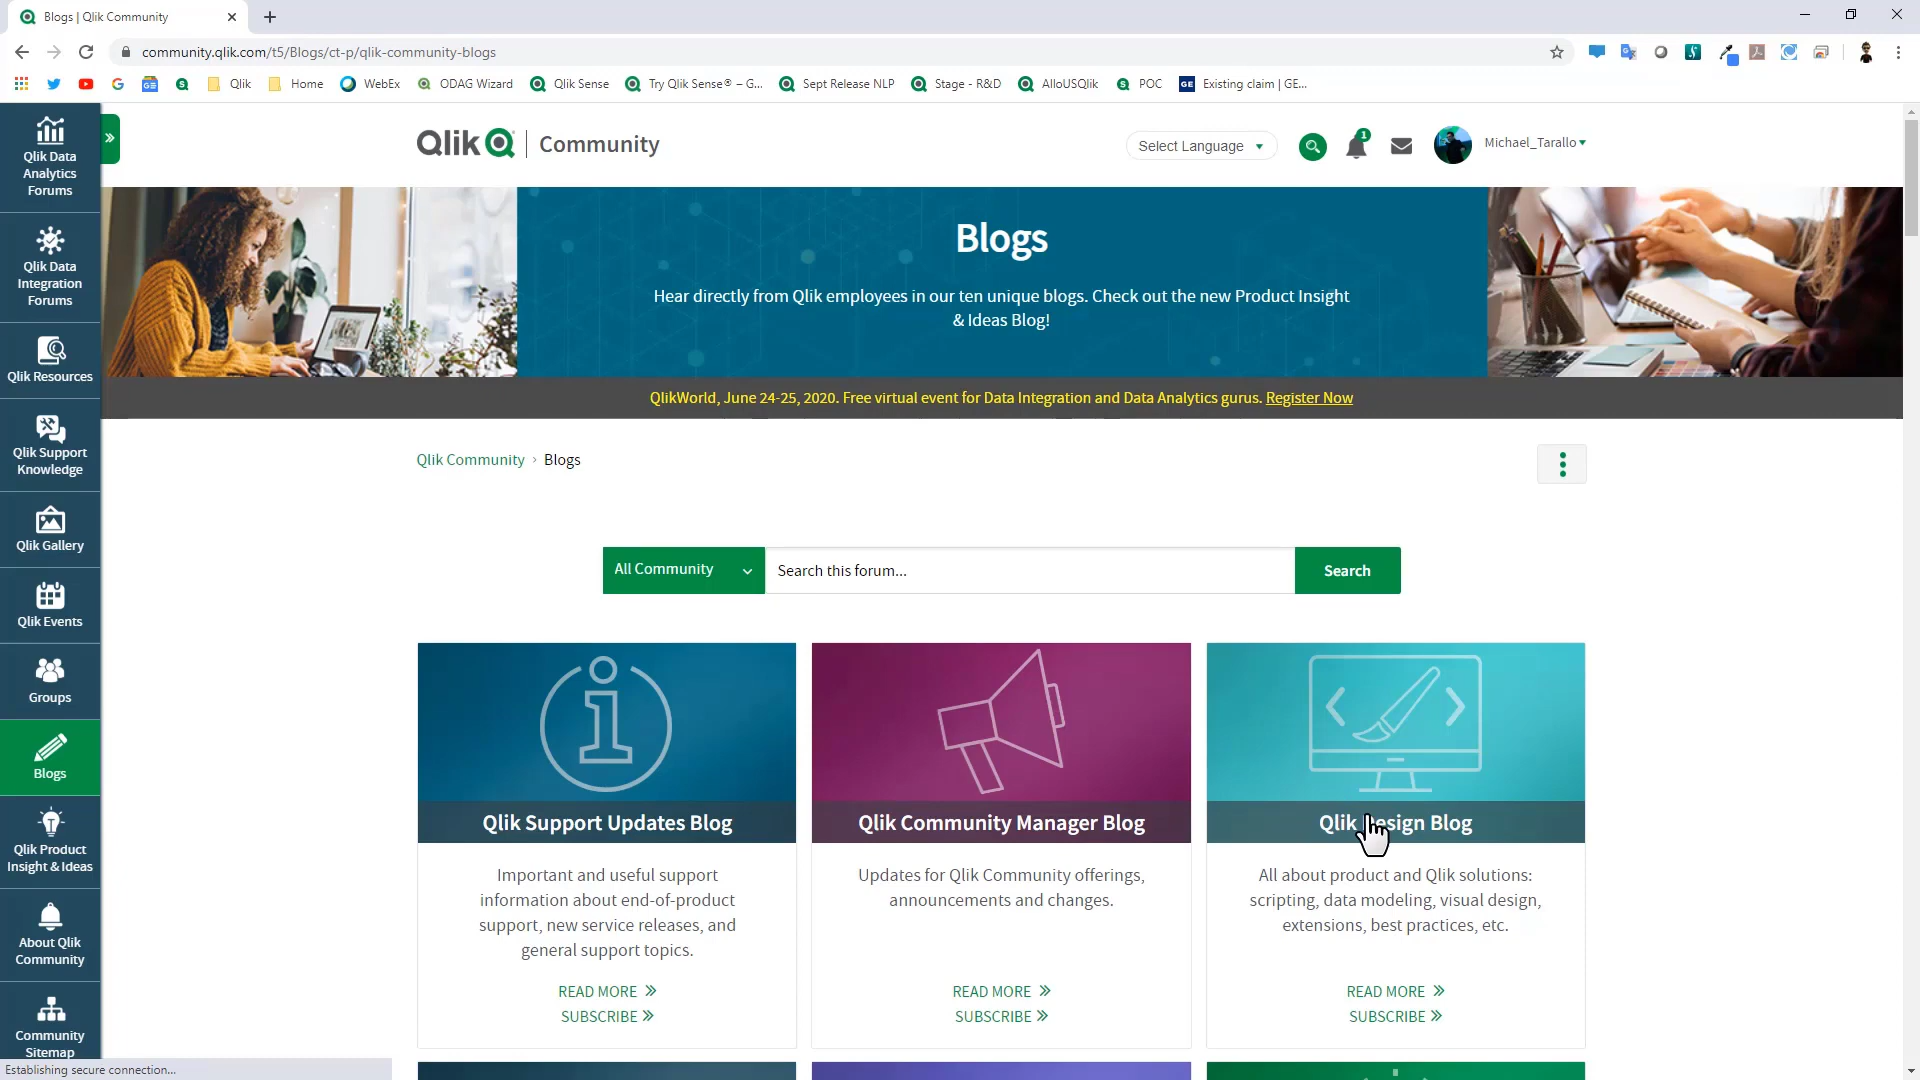 Blogs | Qlik Community
community.qlik.com/t5/Blogs/ct-p/qlik-community-blogs
Qlik
Home
WebEx
ODAG Wizard
Qlik Sense
Try Qlik Sense® – G...
Sept Release NLP
Stage - R&D
AlloUSQlik
POC
GE
Existing claim | GE...
Qlik Data
Analytics
Forums
Qlik Data
Integration
Forums
Qlik Resources
Qlik Support
Knowledge
Qlik Gallery
Qlik Events
Groups
Blogs
Qlik Product
Insight & Ideas
About Qlik
Community
Community
Sitemap
Qlik | Community
Select Language
1
Michael_Tarallo
Blogs
Hear directly from Qlik employees in our ten unique blogs. Check out the new Product Insight
& Ideas Blog!
QlikWorld, June 24-25, 2020. Free virtual event for Data Integration and Data Analytics gurus. Register Now
Qlik Community › Blogs
All Community
Search this forum...
Search
Qlik Support Updates Blog
Important and useful support
information about end-of-product
support, new service releases, and
general support topics.
READ MORE
SUBSCRIBE
Qlik Community Manager Blog
Updates for Qlik Community offerings,
announcements and changes.
READ MORE
SUBSCRIBE
Qlik Design Blog
All about product and Qlik solutions:
scripting, data modeling, visual design,
extensions, best practices, etc.
READ MORE
SUBSCRIBE
Establishing secure connection...